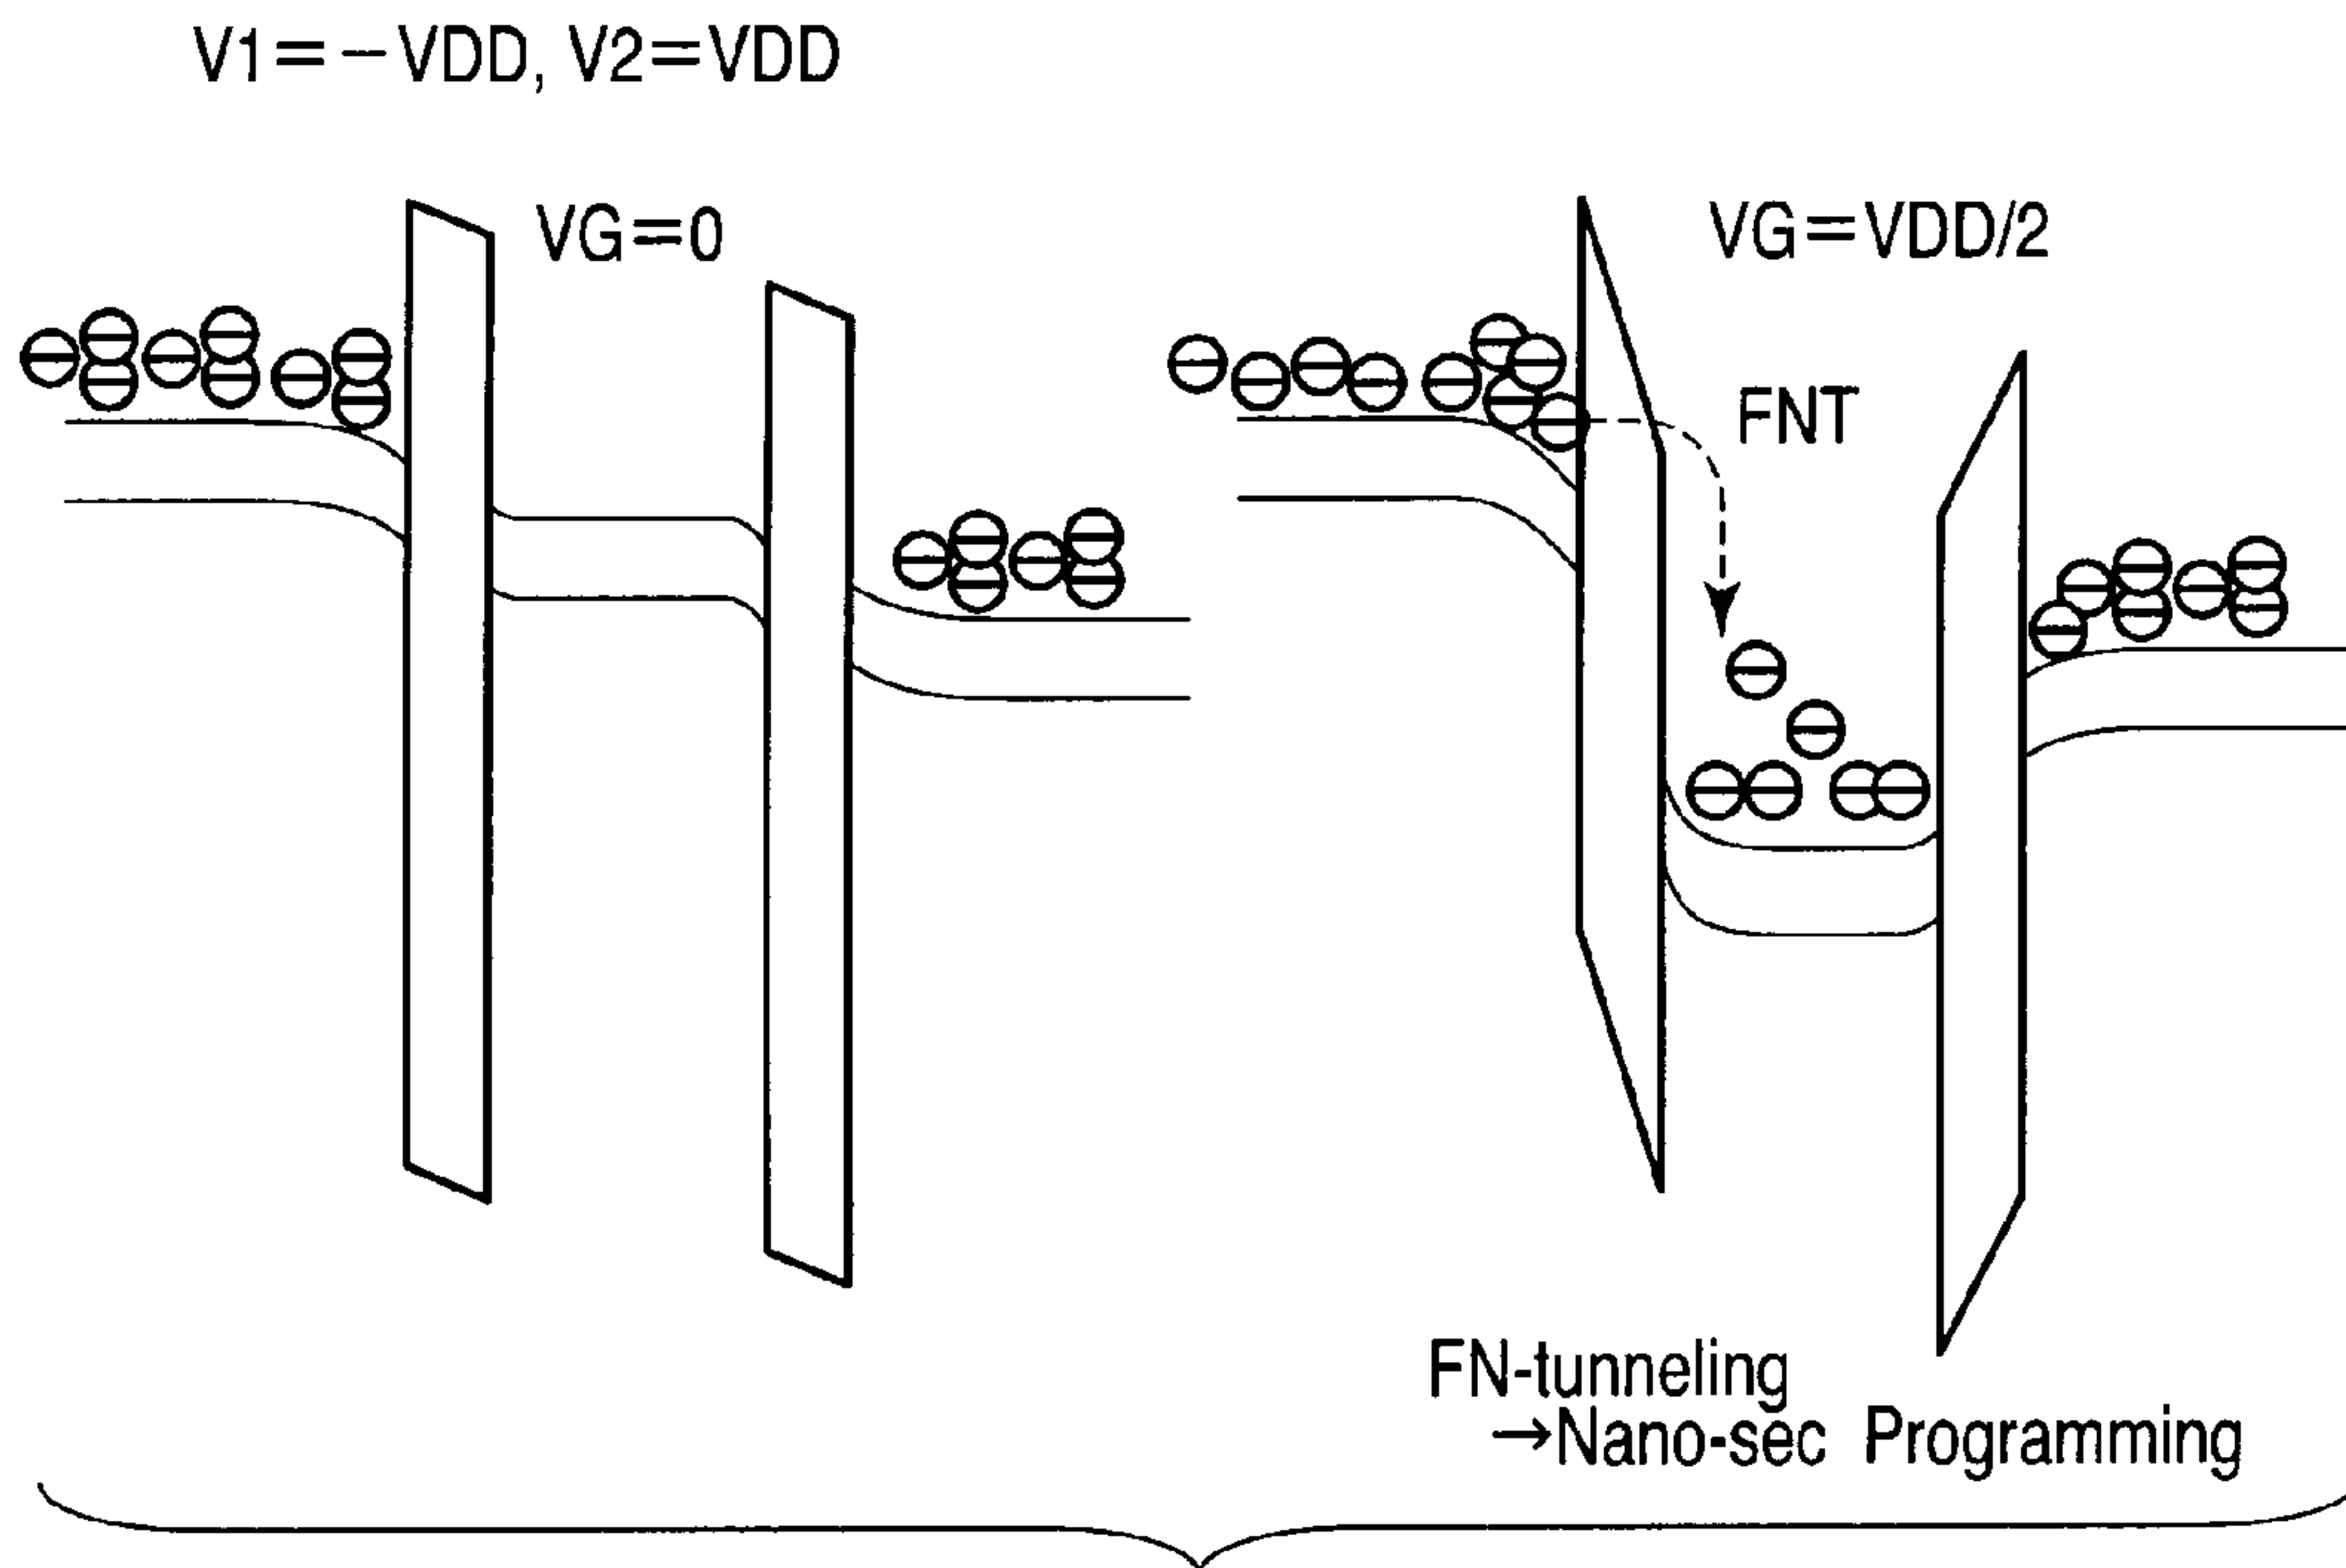 V1=−VDD, V2=VDD
VG=0
VG=VDD/2
FNT
FN-tunneling
→Nano-sec Programming